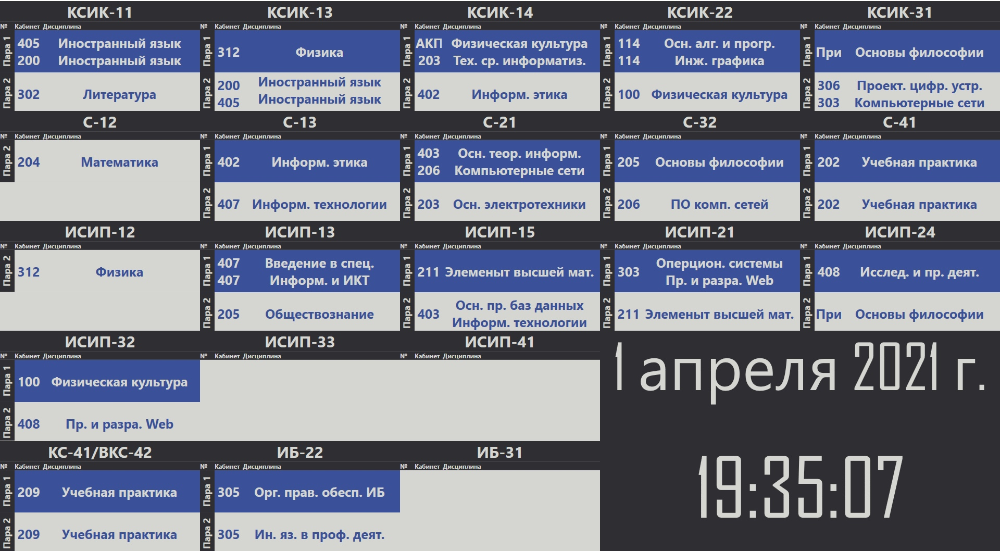 КСИК-11
№ Кабинет Дисциплина
Пара 1
405 Иностранный язык
200 Иностранный язык
Пара 2
302 Литература
КСИК-13
№ Кабинет Дисциплина
Пара 1
312 Физика
Пара 2
200 Иностранный язык
405 Иностранный язык
КСИК-14
№ Кабинет Дисциплина
Пара 1
АКП Физическая культура
203 Тех. ср. информатиз.
Пара 2
402 Информ. этика
КСИК-22
№ Кабинет Дисциплина
Пара 1
114 Осн. алг. и прогр.
114 Инж. графика
Пара 2
100 Физическая культура
КСИК-31
№ Кабинет Дисциплина
Пара 1
При Основы философии
Пара 2
306 Проект. цифр. устр.
303 Компьютерные сети
С-12
№ Кабинет Дисциплина
Пара 2
204 Математика
С-13
№ Кабинет Дисциплина
Пара 1
402 Информ. этика
Пара 2
407 Информ. технологии
С-21
№ Кабинет Дисциплина
Пара 1
403 Осн. теор. информ.
206 Компьютерные сети
Пара 2
203 Осн. электротехники
С-32
№ Кабинет Дисциплина
Пара 1
205 Основы философии
Пара 2
206 ПО комп. сетей
С-41
№ Кабинет Дисциплина
Пара 1
202 Учебная практика
Пара 2
202 Учебная практика
ИСИП-12
№ Кабинет Дисциплина
Пара 2
312 Физика
ИСИП-13
№ Кабинет Дисциплина
Пара 1
407 Введение в спец.
407 Информ. и ИКТ
Пара 2
205 Обществознание
ИСИП-15
№ Кабинет Дисциплина
Пара 1
211 Элеменыт высшей мат.
Пара 2
403 Осн. пр. баз данных
Информ. технологии
ИСИП-21
№ Кабинет Дисциплина
Пара 1
303 Оперцион. системы
Пр. и разра. Web
Пара 2
211 Элеменыт высшей мат.
ИСИП-24
№ Кабинет Дисциплина
Пара 1
408 Исслед. и пр. деят.
Пара 2
При Основы философии
ИСИП-32
№ Кабинет Дисциплина
Пара 1
100 Физическая культура
Пара 2
408 Пр. и разра. Web
ИСИП-33
№ Кабинет Дисциплина
ИСИП-41
№ Кабинет Дисциплина
1 апреля 2021 г.
КС-41/ВКС-42
№ Кабинет Дисциплина
Пара 1
209 Учебная практика
Пара 2
209 Учебная практика
ИБ-22
№ Кабинет Дисциплина
Пара 1
305 Орг. прав. обесп. ИБ
Пара 2
305 Ин. яз. в проф. деят.
ИБ-31
№ Кабинет Дисциплина
19:35:07